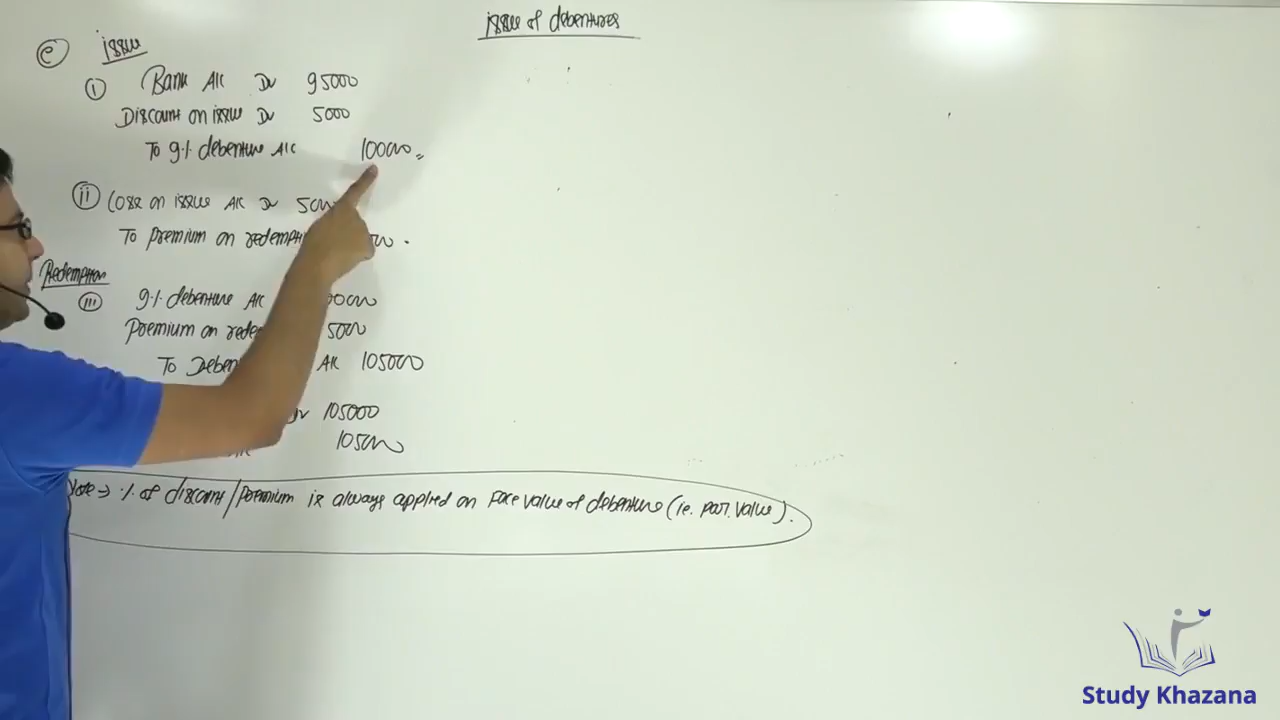 issue of debentures
e issue
i Bank A/c Dr 95000
Discount on issue Dr 5000
To 9% debenture A/c 100000
ii Loss on issue A/c Dr 5000
To premium on redempti
Redemption
iii 9% debenture A/c
Premium on rede 5000
To Deben A/c 105000
Dr 105000
105000
Note → % of discount/premium is always applied on Face value of debenture (i.e. par value).
Study Khazana